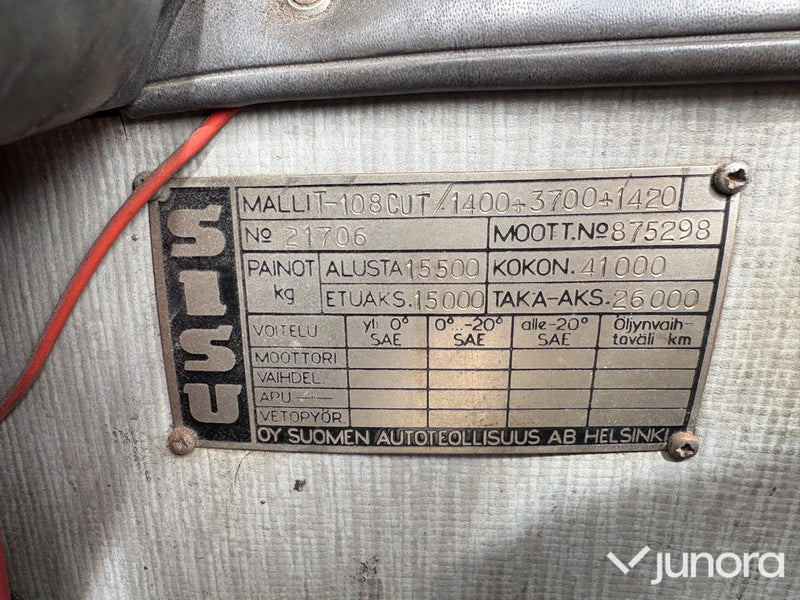 SISU
MALLI T-108CUT/1400+3700+1420
No 21706 MOOTT.No 875298
PAINOT kg ALUSTA 15500 KOKON. 41000
ETUAKS. 15000 TAKA-AKS. 26000
VOITELU yli 0° SAE 0°..-20° SAE alle -20° SAE Öljynvaih-toväli km
MOOTTORI
VAIHDEL.
APU —"—
VETOPYÖR.
OY SUOMEN AUTOTEOLLISUUS AB HELSINKI
junora